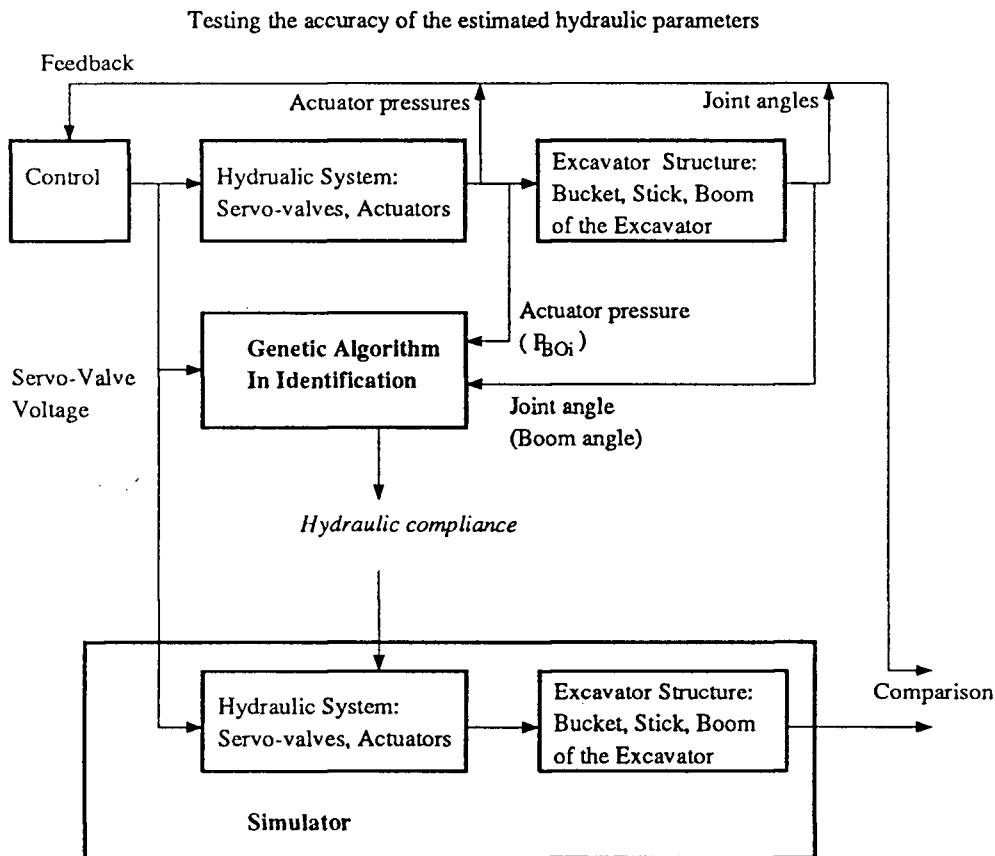 Testing the accuracy of the estimated hydraulic parameters
Feedback
Actuator pressures
Joint angles
Control
Hydrualic System:
Servo-valves, Actuators
Excavator Structure:
Bucket, Stick, Boom
of the Excavator
Actuator pressure
( PBOi )
Genetic Algorithm
In Identification
Servo-Valve
Voltage
Joint angle
(Boom angle)
Hydraulic compliance
Hydraulic System:
Servo-valves, Actuators
Excavator Structure:
Bucket, Stick, Boom
of the Excavator
Comparison
Simulator